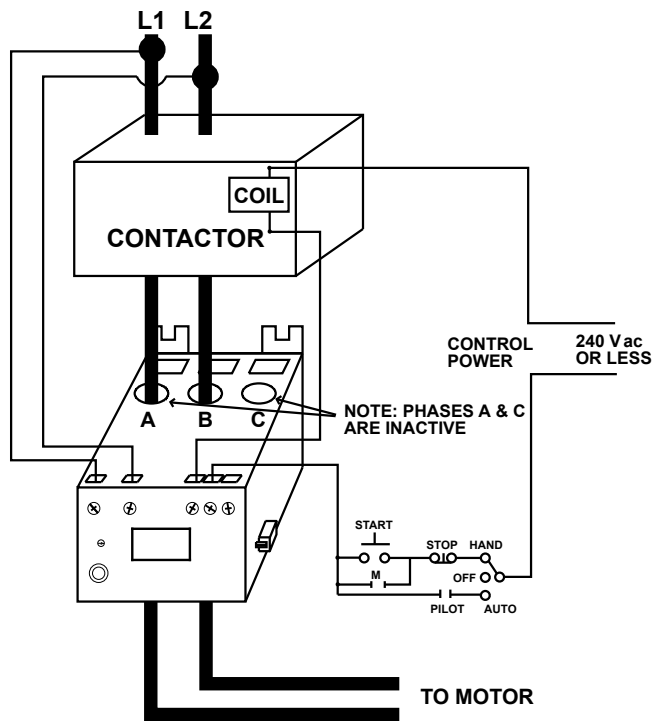 L1 L2
COIL
CONTACTOR
CONTROL
POWER
240 Vac
OR LESS
A B C
NOTE: PHASES A & C
ARE INACTIVE
START
STOP HAND
M
OFF
PILOT AUTO
TO MOTOR